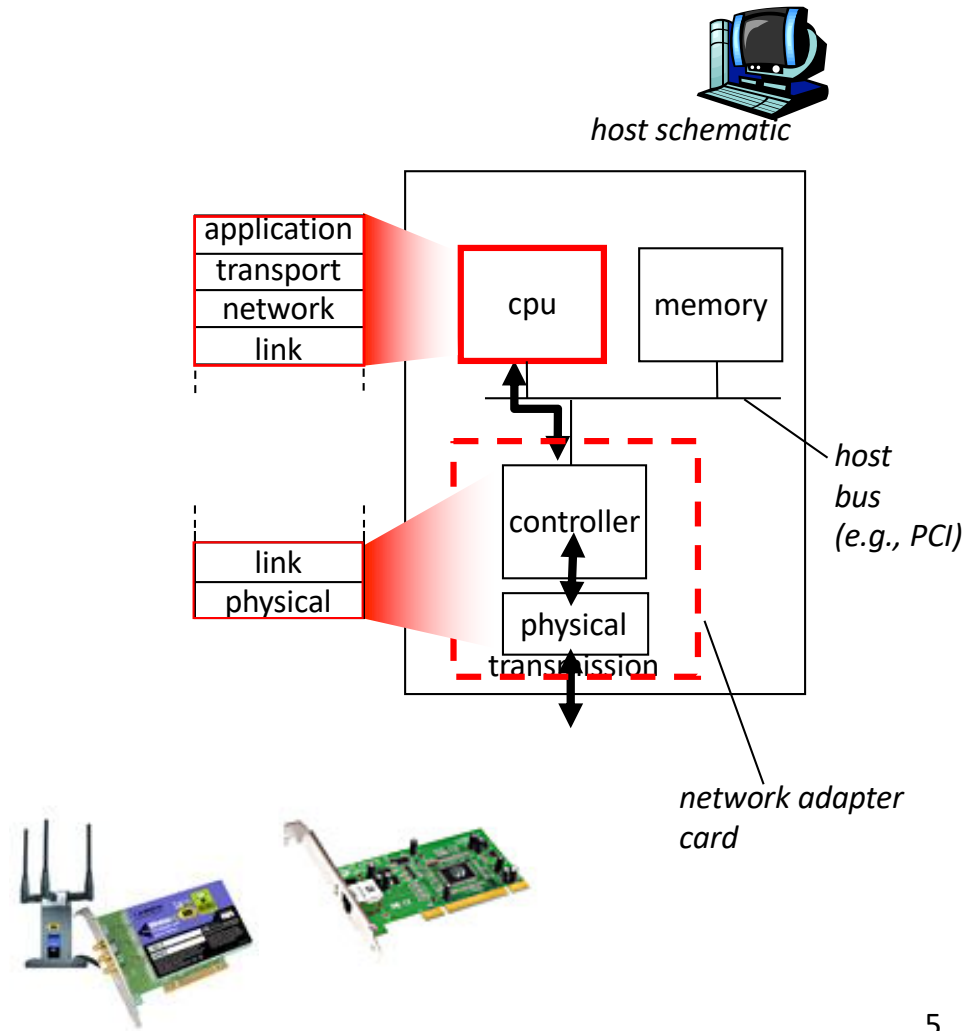 host schematic
application
transport
network
link
cpu
memory
host
bus
(e.g., PCI)
controller
link
physical
physical
transmission
network adapter
card
5